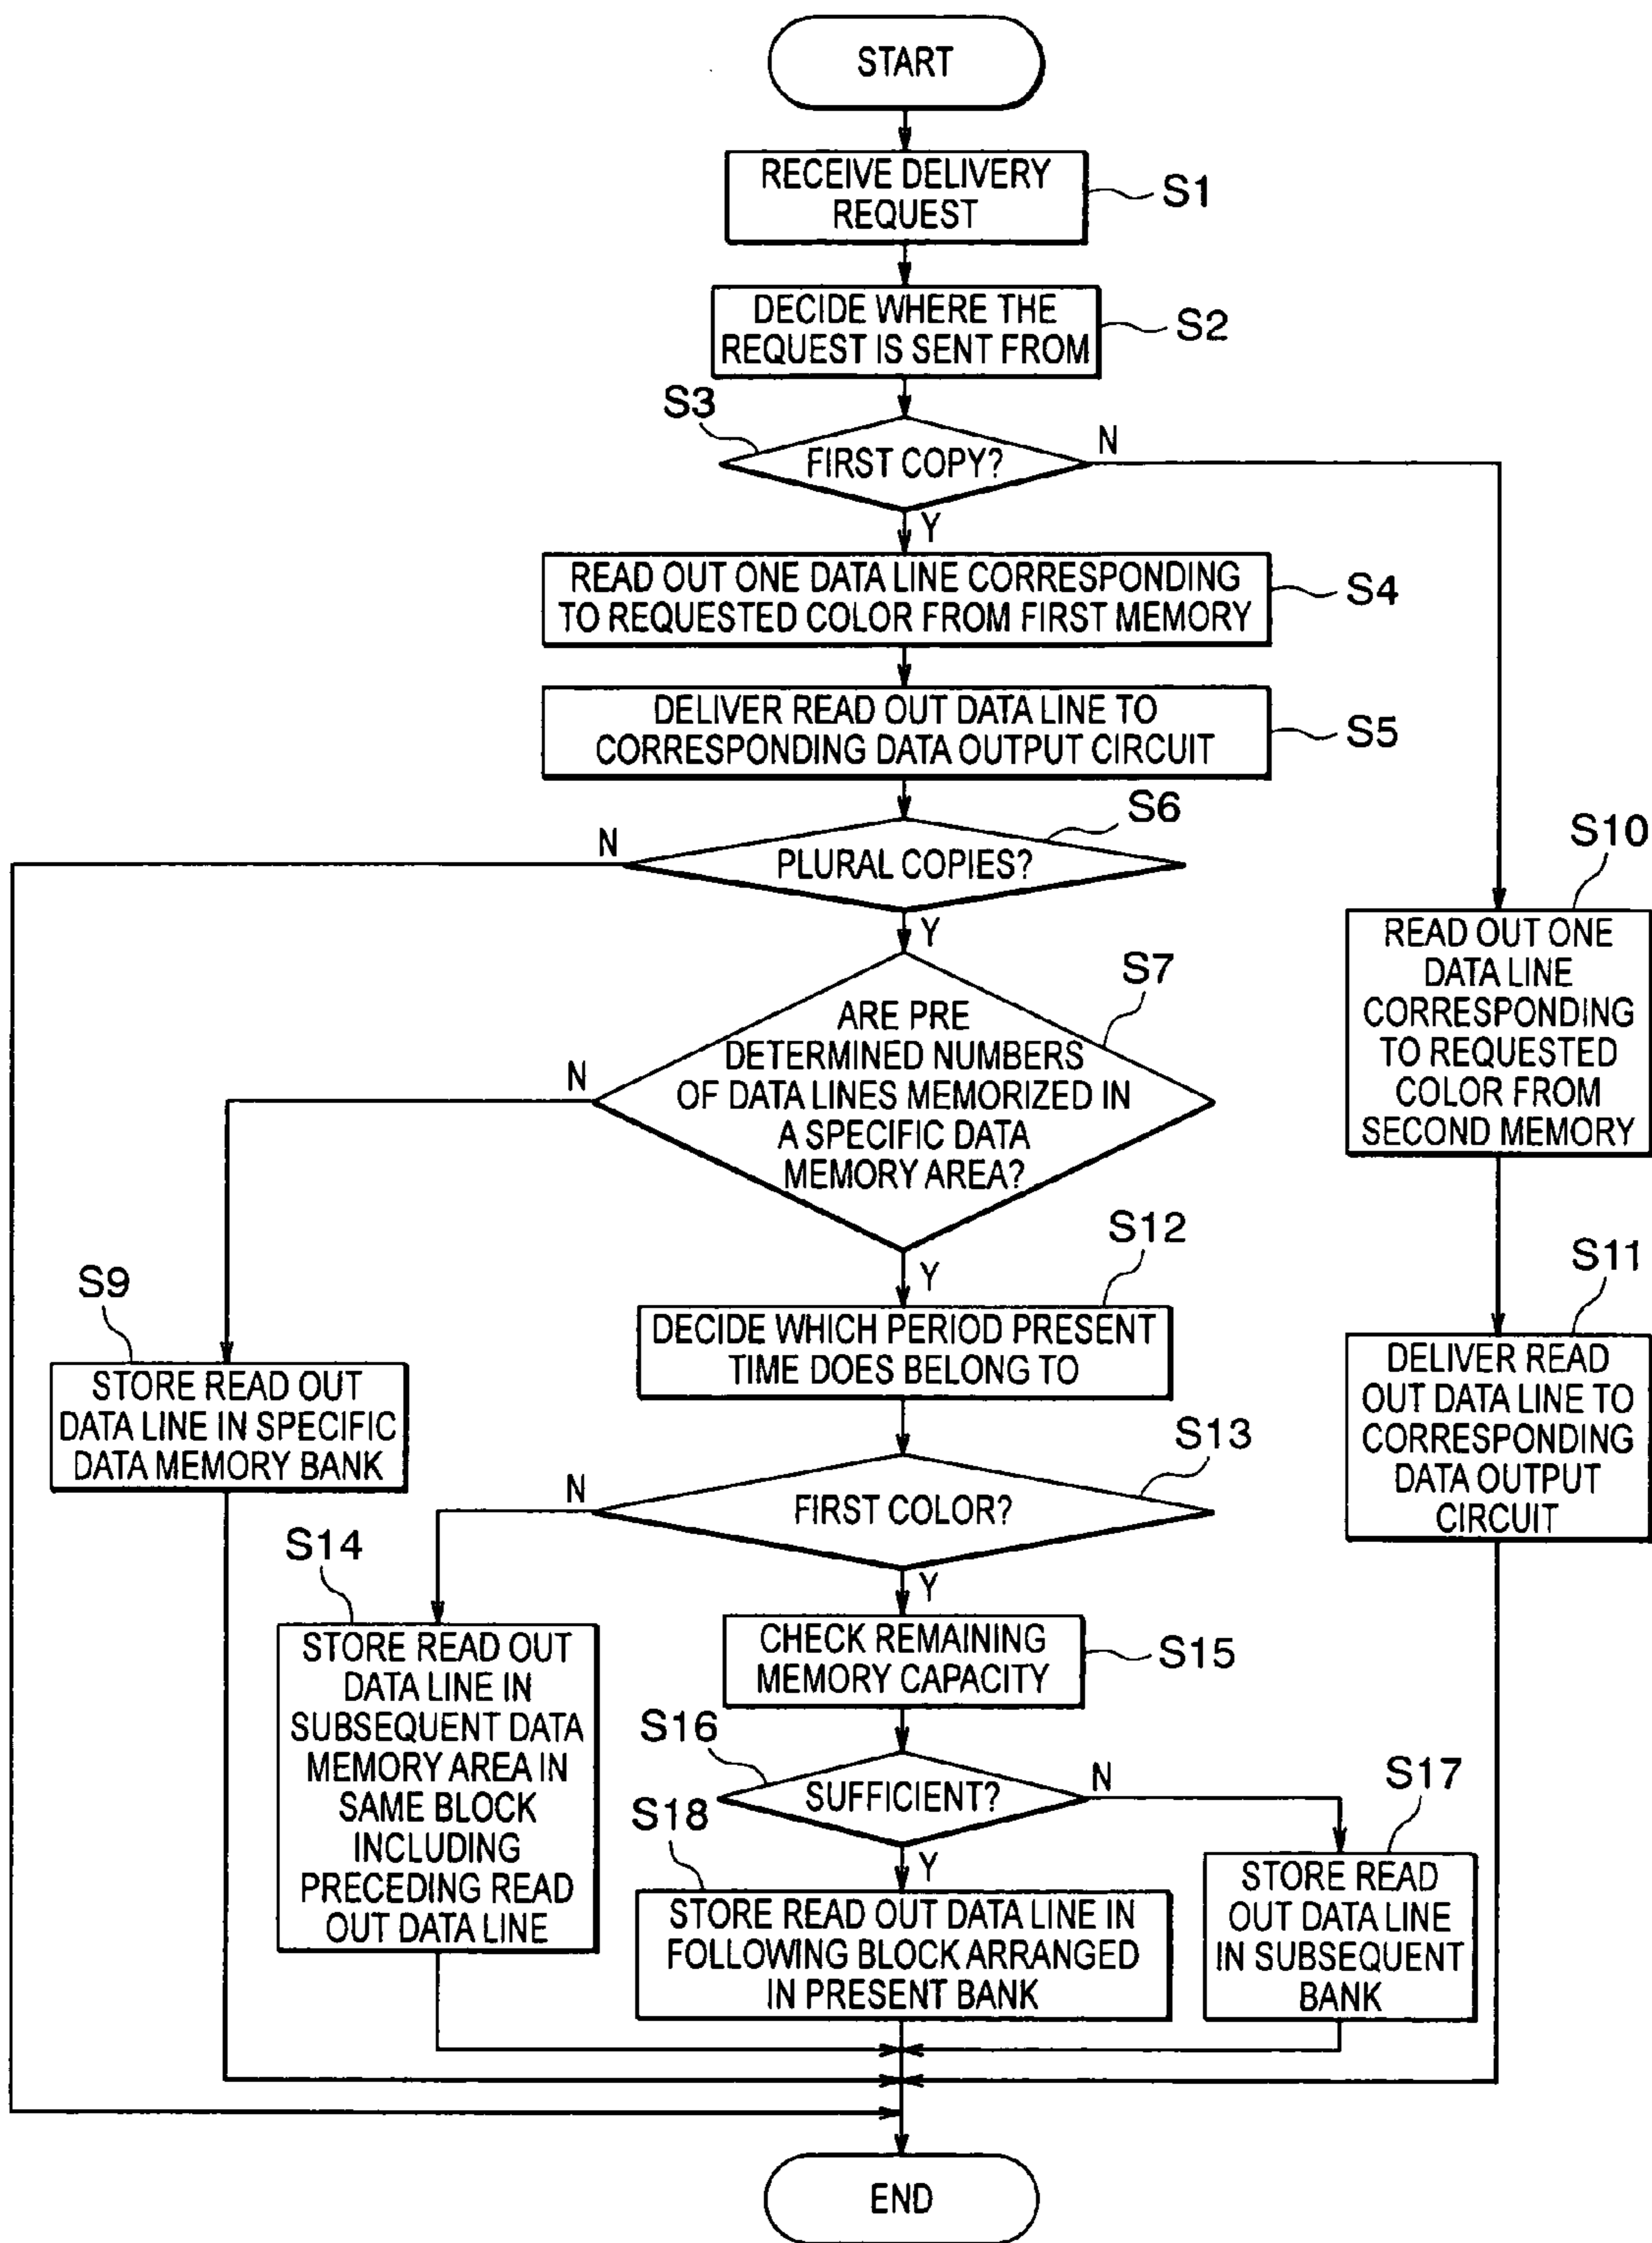 START
RECEIVE DELIVERY
REQUEST
S1
DECIDE WHERE THE
REQUEST IS SENT FROM
S2
S3
FIRST COPY?
N
Y
READ OUT ONE DATA LINE CORRESPONDING
TO REQUESTED COLOR FROM FIRST MEMORY
S4
DELIVER READ OUT DATA LINE TO
CORRESPONDING DATA OUTPUT CIRCUIT
S5
S6
N
PLURAL COPIES?
Y
S10
READ OUT ONE
DATA LINE
CORRESPONDING
TO REQUESTED
COLOR FROM
SECOND MEMORY
S7
ARE PRE
DETERMINED NUMBERS
OF DATA LINES MEMORIZED IN
A SPECIFIC DATA
MEMORY AREA?
N
Y
S12
DECIDE WHICH PERIOD PRESENT
TIME DOES BELONG TO
S11
DELIVER READ
OUT DATA LINE TO
CORRESPONDING
DATA OUTPUT
CIRCUIT
S9
STORE READ OUT
DATA LINE IN SPECIFIC
DATA MEMORY BANK
S13
N
FIRST COLOR?
Y
S14
STORE READ OUT
DATA LINE IN
SUBSEQUENT DATA
MEMORY AREA IN
SAME BLOCK
INCLUDING
PRECEDING READ
OUT DATA LINE
CHECK REMAINING
MEMORY CAPACITY
S15
S16
SUFFICIENT?
N
Y
S17
STORE READ
OUT DATA LINE
IN SUBSEQUENT
BANK
S18
STORE READ OUT DATA LINE IN
FOLLOWING BLOCK ARRANGED
IN PRESENT BANK
END